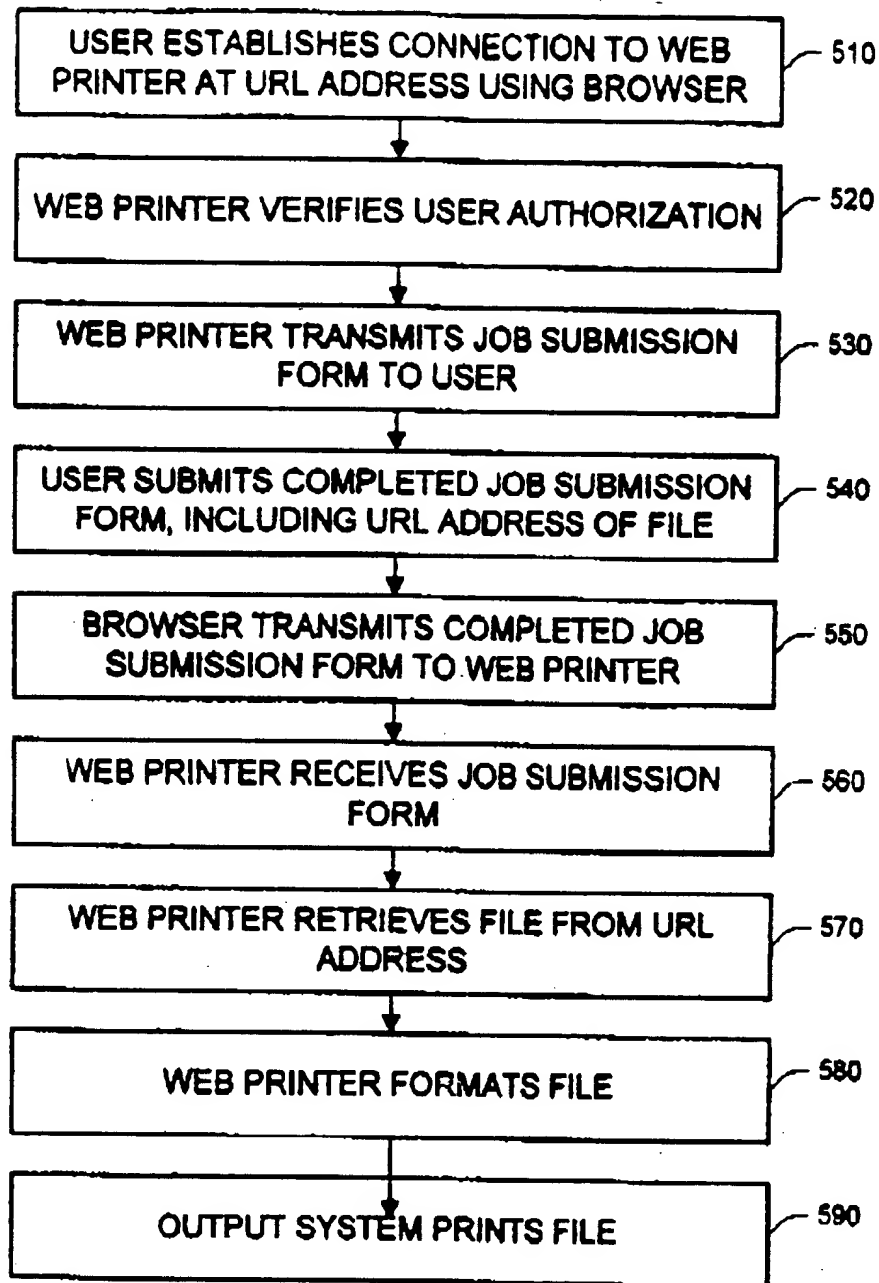 USER ESTABLISHES CONNECTION TO WEB
PRINTER AT URL ADDRESS USING BROWSER
510
WEB PRINTER VERIFIES USER AUTHORIZATION
520
WEB PRINTER TRANSMITS JOB SUBMISSION
FORM TO USER
530
USER SUBMITS COMPLETED JOB SUBMISSION
FORM, INCLUDING URL ADDRESS OF FILE
540
BROWSER TRANSMITS COMPLETED JOB
SUBMISSION FORM TO WEB PRINTER
550
WEB PRINTER RECEIVES JOB SUBMISSION
FORM
560
WEB PRINTER RETRIEVES FILE FROM URL
ADDRESS
570
WEB PRINTER FORMATS FILE
580
OUTPUT SYSTEM PRINTS FILE
590